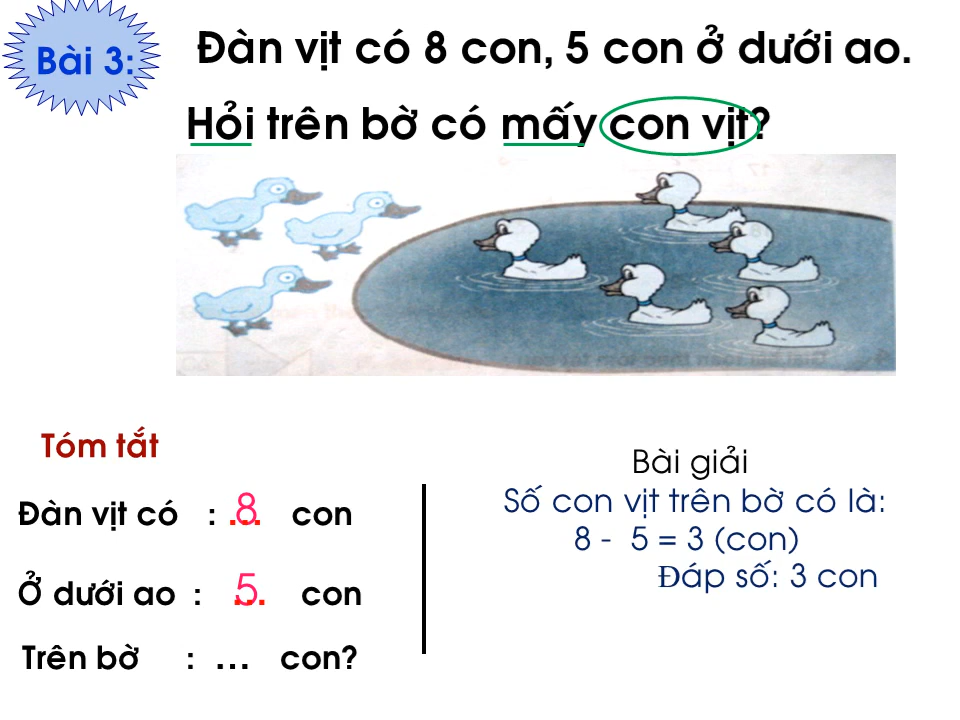 Bài 3:
Đàn vịt có 8 con, 5 con ở dưới ao.
Hỏi trên bờ có mấy con vịt?
Tóm tắt
Đàn vịt có : 8 con
Ở dưới ao : 5 con
Trên bờ : ... con?
Bài giải
Số con vịt trên bờ có là:
8 - 5 = 3 (con)
Đáp số: 3 con